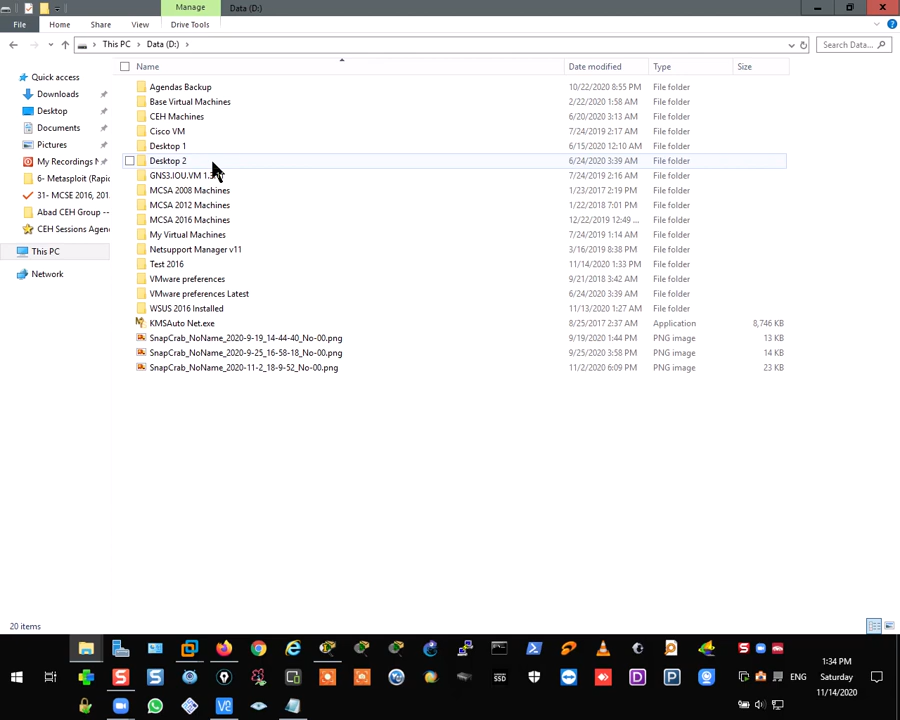 Manage
Data (D:)
File
Home
Share
View
Drive Tools
This PC
Data (D:)
Search Data...
Name
Date modified
Type
Size
Quick access
Downloads
Desktop
Documents
Pictures
My Recordings
6- Metasploit (Rapid
31- MCSE 2016, 201
Abad CEH Group --
CEH Sessions Agen
This PC
Network
Agendas Backup 10/22/2020 8:55 PM File folder
Base Virtual Machines 2/22/2020 1:58 AM File folder
CEH Machines 6/20/2020 3:13 AM File folder
Cisco VM 7/24/2019 2:17 AM File folder
Desktop 1 6/15/2020 12:10 AM File folder
Desktop 2 6/24/2020 3:39 AM File folder
GNS3.IOU.VM 7/24/2019 2:16 AM File folder
MCSA 2008 Machines 1/23/2017 2:19 PM File folder
MCSA 2012 Machines 1/22/2018 7:01 PM File folder
MCSA 2016 Machines 12/22/2019 12:49 ... File folder
My Virtual Machines 7/24/2019 1:14 AM File folder
Netsupport Manager v11 3/16/2019 8:38 PM File folder
Test 2016 11/14/2020 1:33 PM File folder
VMware preferences 9/21/2018 3:42 AM File folder
VMware preferences Latest 6/24/2020 3:39 AM File folder
WSUS 2016 Installed 11/13/2020 1:27 AM File folder
KMSAuto Net.exe 8/25/2017 2:37 AM Application 8,746 KB
SnapCrab_NoName_2020-9-19_14-44-40_No-00.png 9/19/2020 1:44 PM PNG image 13 KB
SnapCrab_NoName_2020-9-25_16-58-18_No-00.png 9/25/2020 3:58 PM PNG image 14 KB
SnapCrab_NoName_2020-11-2_18-9-52_No-00.png 11/2/2020 6:09 PM PNG image 23 KB
20 items
SSD
ENG
1:34 PM
Saturday
11/14/2020